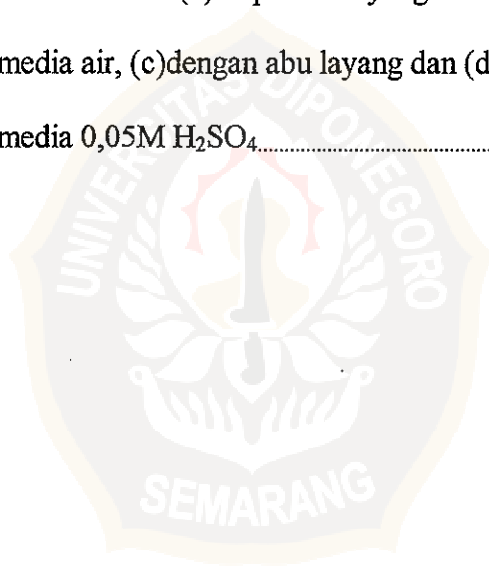 media air, (c)dengan abu layang dan (d
media 0,05M H₂SO₄
UNIVERSITAS DIPONEGORO
SEMARANG